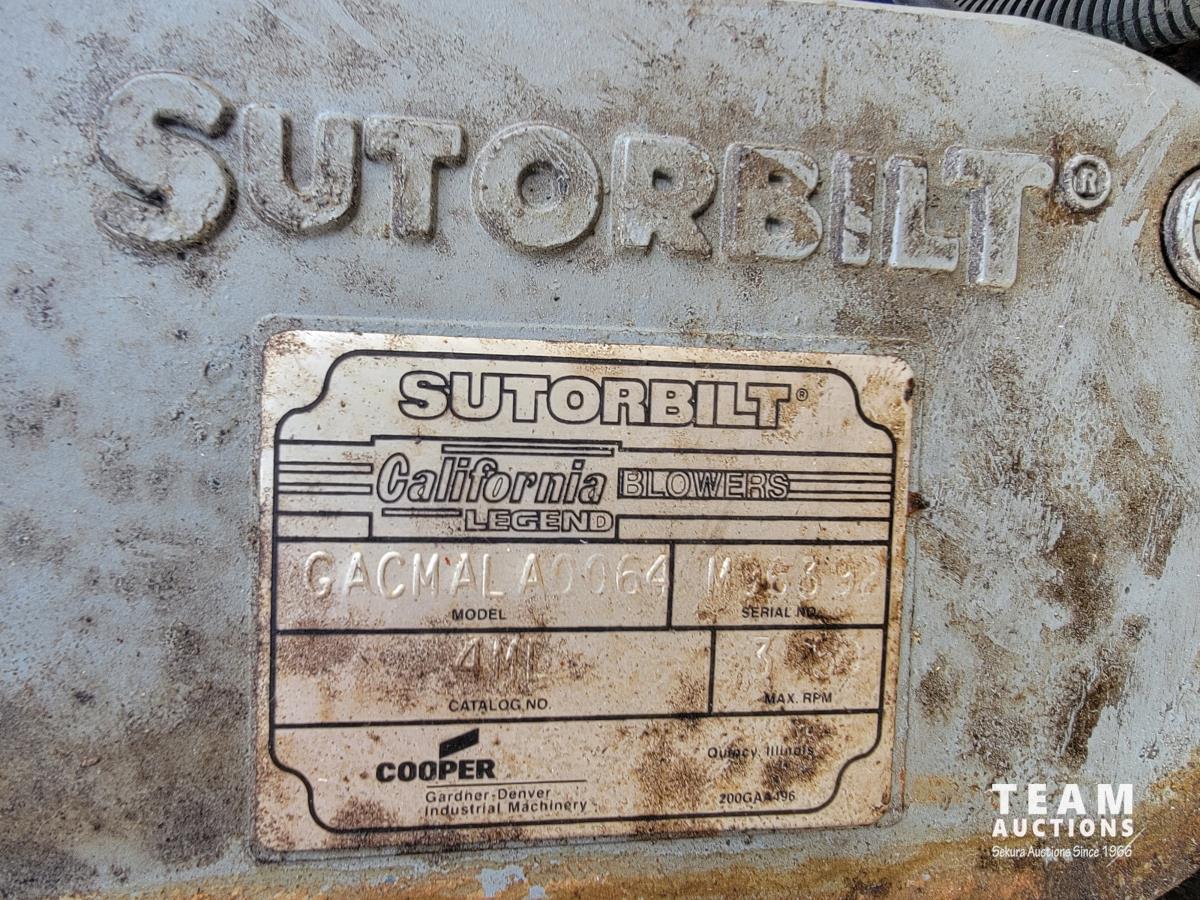 SUTORBILT®
SUTORBILT®
California BLOWERS
LEGEND
GACMALA0064
MODEL
SERIAL NO.
4ML
CATALOG NO.
MAX. RPM
COOPER
Gardner-Denver
Industrial Machinery
Quincy, Illinois
200GAA496
TEAM
AUCTIONS
Sekura Auctions Since 1966